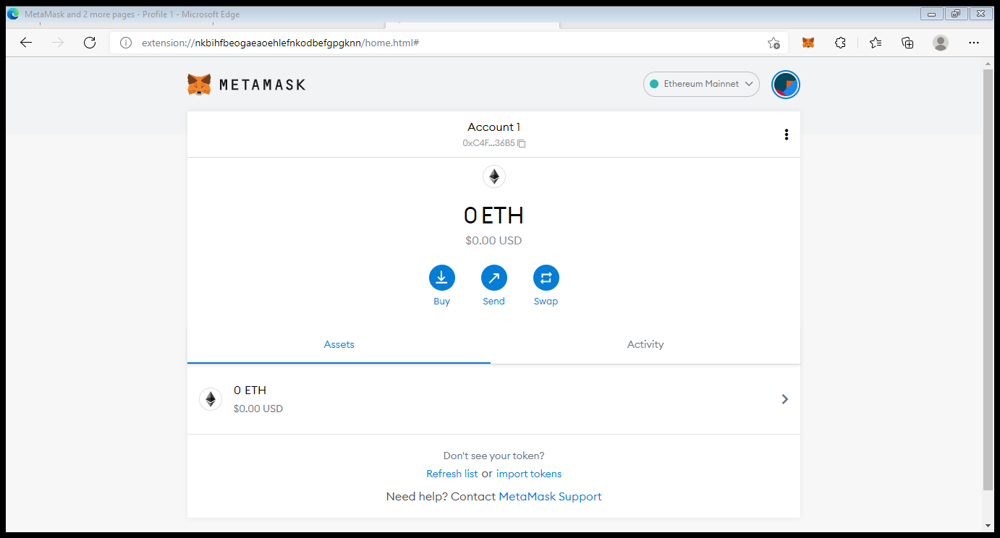 MetaMask and 2 more pages - Profile 1 - Microsoft Edge
extension://nkbihfbeogaeaoehlefnkodbefgpgknn/home.html#
METAMASK
Ethereum Mainnet
Account 1
0xC4F...36B5
0 ETH
$0.00 USD
Buy Send Swap
Assets Activity
0 ETH
$0.00 USD
Don't see your token?
Refresh list or import tokens
Need help? Contact MetaMask Support